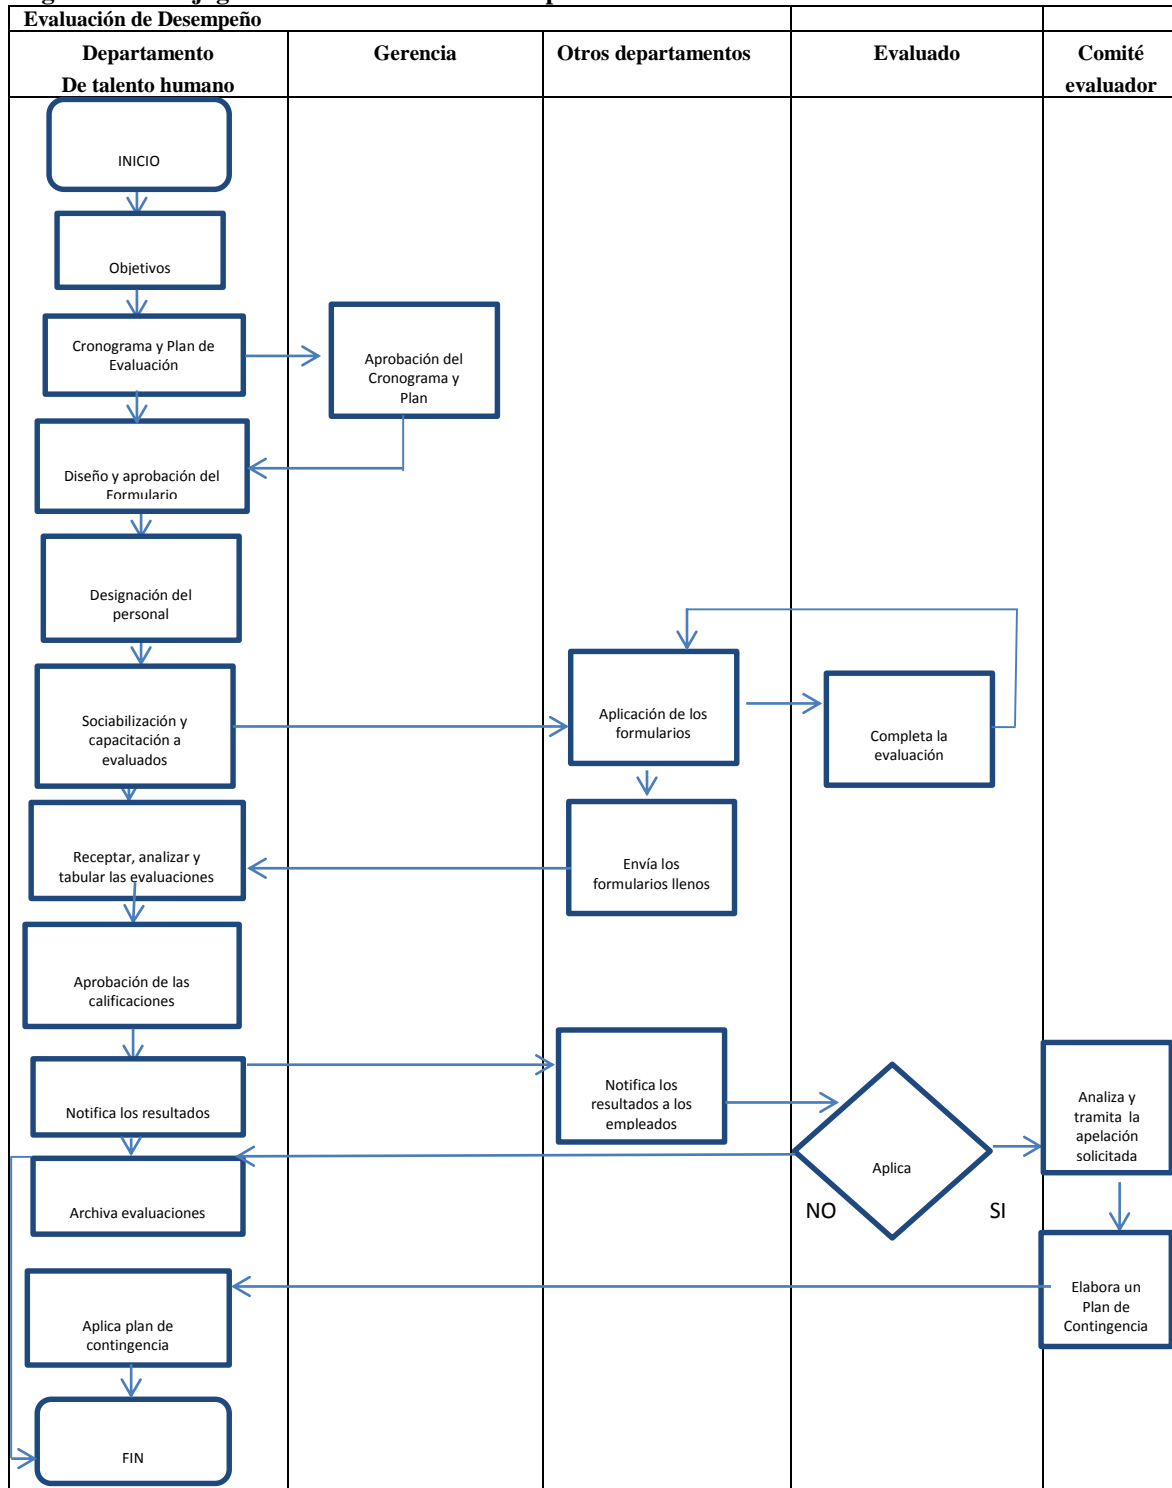 Evaluación de Desempeño
Departamento
De talento humano
Gerencia
Otros departamentos
Evaluado
Comité
evaluador
INICIO
Objetivos
Cronograma y Plan de
Evaluación
Aprobación del
Cronograma y
Plan
Diseño y aprobación del
Formulario
Designación del
personal
Sociabilización y
capacitación a
evaluados
Aplicación de los
formularios
Completa la
evaluación
Receptar, analizar y
tabular las evaluaciones
Envía los
formularios llenos
Aprobación de las
calificaciones
Notifica los resultados
Notifica los
resultados a los
empleados
Aplica
NO
SI
Analiza y
tramita la
apelación
solicitada
Archiva evaluaciones
Elabora un
Plan de
Contingencia
Aplica plan de
contingencia
FIN